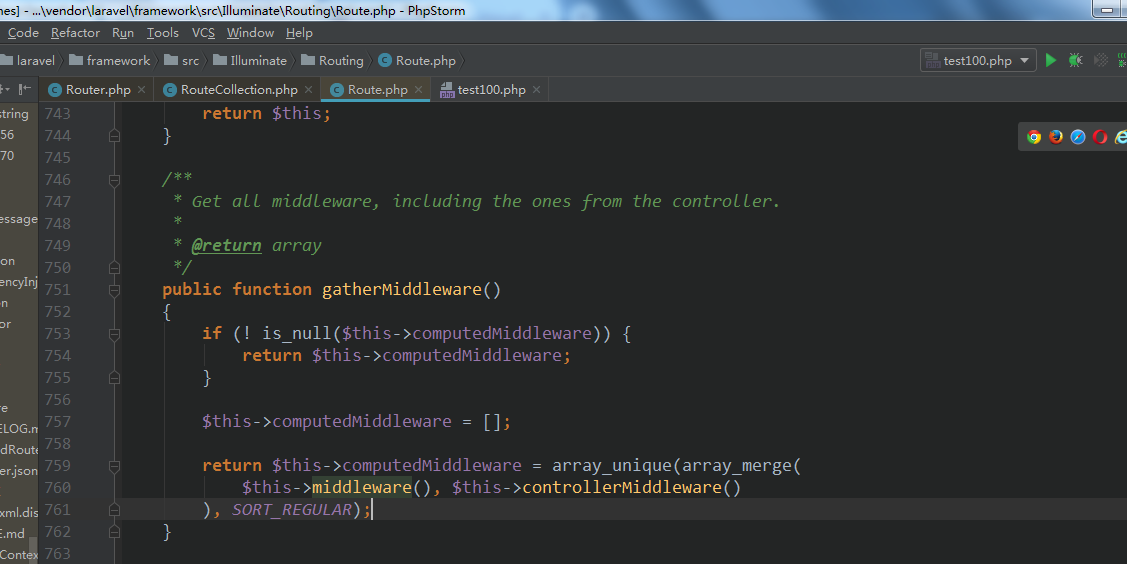 nes] - ...\vendor\laravel\framework\src\Illuminate\Routing\Route.php - PhpStorm
Code Refactor Run Tools VCS Window Help
laravel framework src Illuminate Routing Route.php test100.php
Router.php RouteCollection.php Route.php test100.php
string
56
70
essage
on
encyInj
n
or
re
ELOG.m
dRoute
er.json
xml.dis
E.md
Context
743 return $this;
744 }
745
746 /**
747 * Get all middleware, including the ones from the controller.
748 *
749 * @return array
750 */
751 public function gatherMiddleware()
752 {
753 if (! is_null($this->computedMiddleware)) {
754 return $this->computedMiddleware;
755 }
756
757 $this->computedMiddleware = [];
758
759 return $this->computedMiddleware = array_unique(array_merge(
760 $this->middleware(), $this->controllerMiddleware()
761 ), SORT_REGULAR);
762 }
763